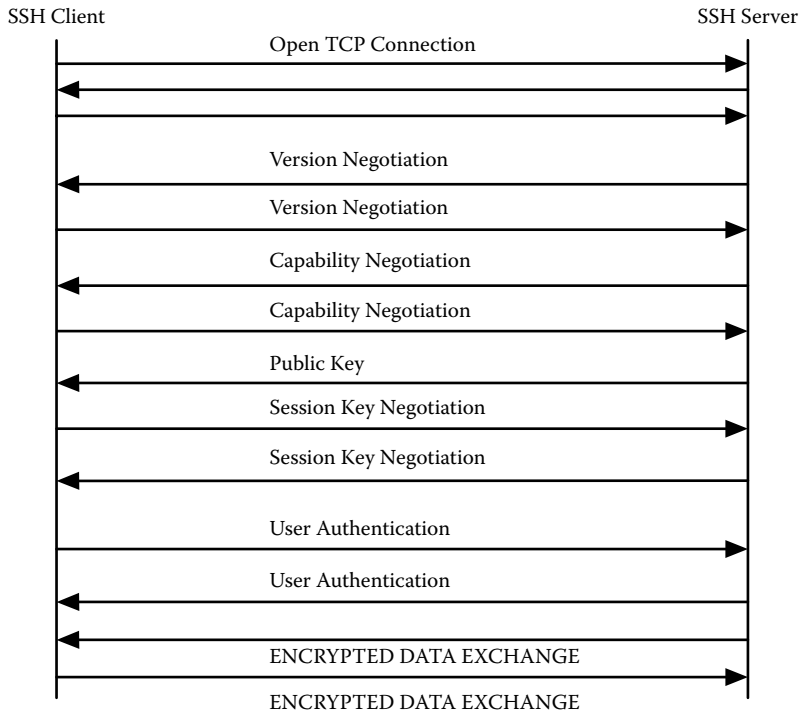 SSH Client
SSH Server
Open TCP Connection
Version Negotiation
Version Negotiation
Capability Negotiation
Capability Negotiation
Public Key
Session Key Negotiation
Session Key Negotiation
User Authentication
User Authentication
ENCRYPTED DATA EXCHANGE
ENCRYPTED DATA EXCHANGE